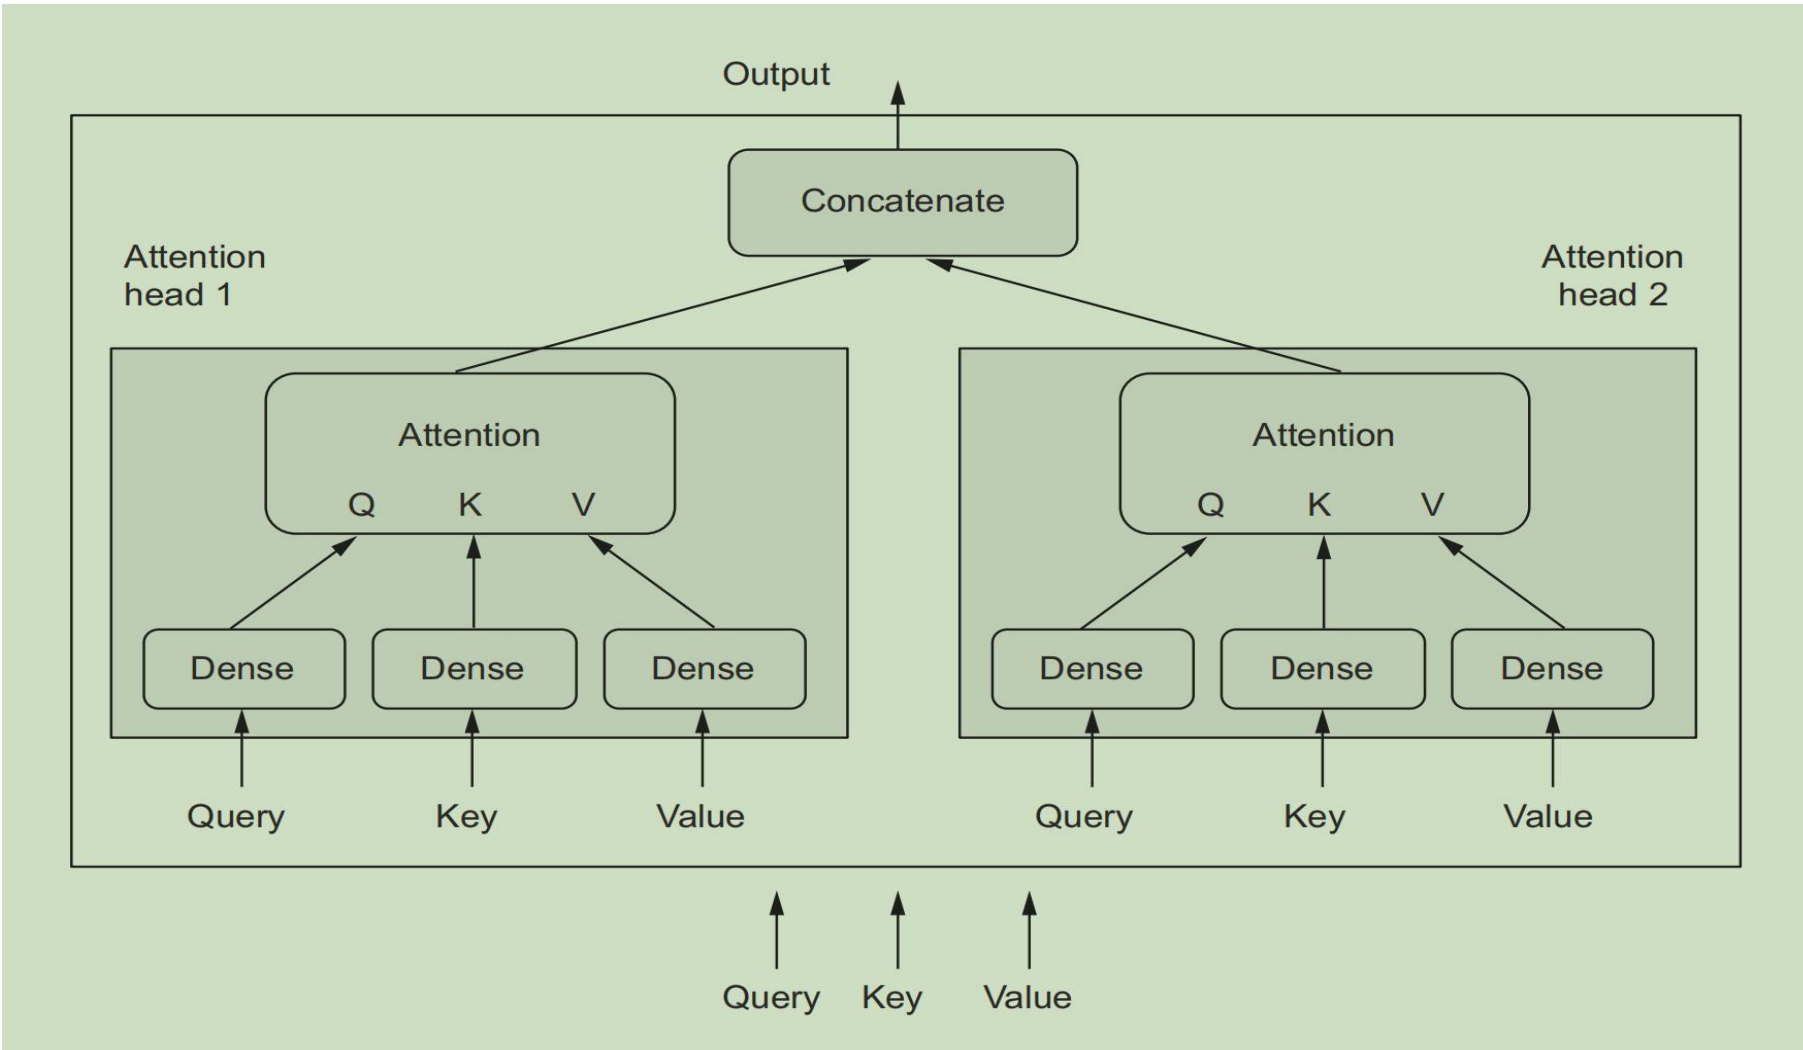 Output
Concatenate
Attention
head 1
Attention
head 2
Attention
Q K V
Attention
Q K V
Dense Dense Dense
Dense Dense Dense
Query Key Value
Query Key Value
Query Key Value